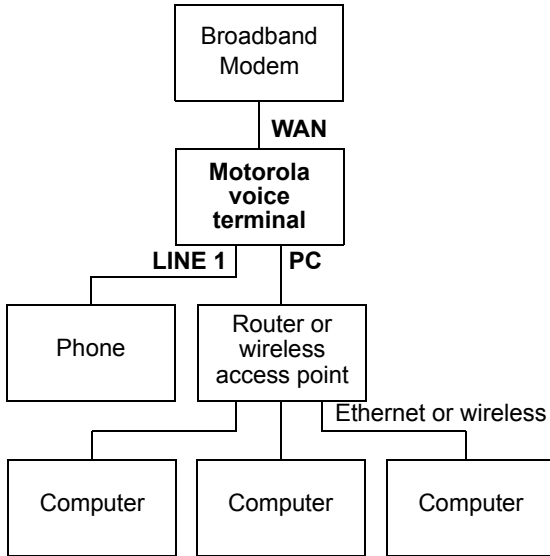 Broadband
Modem
WAN
Motorola
voice
terminal
LINE 1
PC
Phone
Router or
wireless
access point
Ethernet or wireless
Computer
Computer
Computer